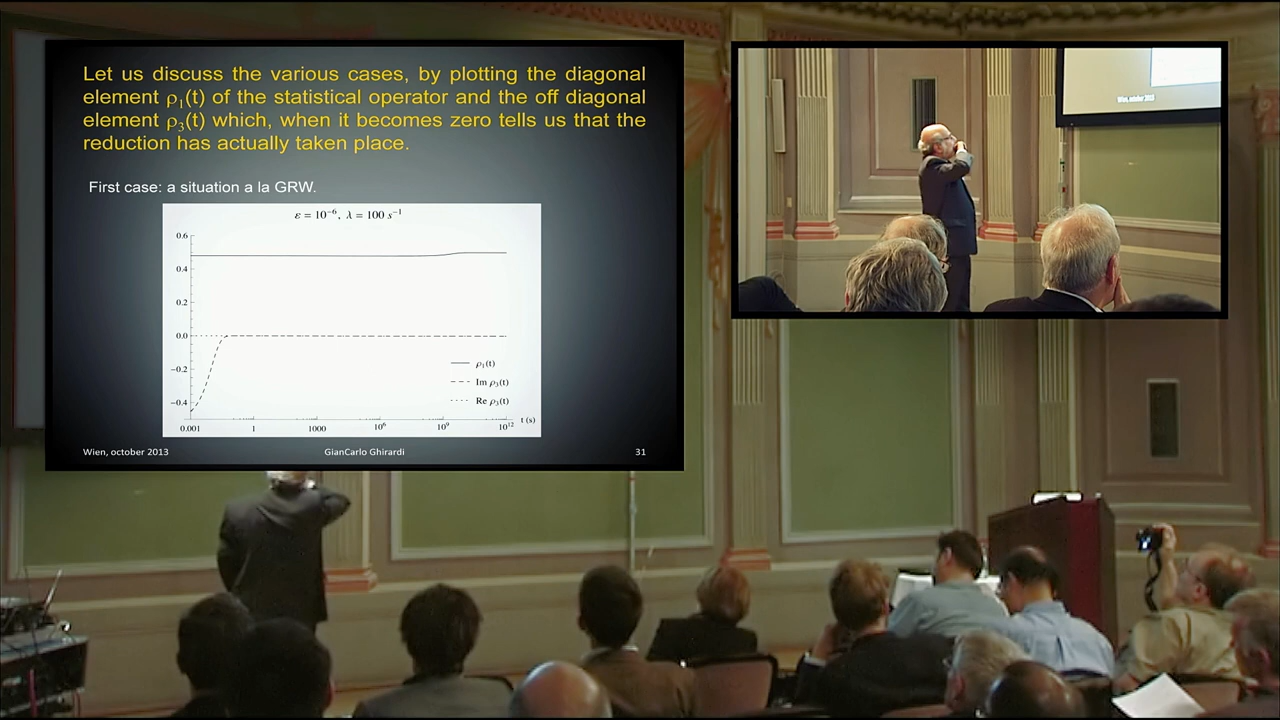 Let us discuss the various cases, by plotting the diagonal
element ρ₁(t) of the statistical operator and the off diagonal
element ρ₃(t) which, when it becomes zero tells us that the
reduction has actually taken place.
First case: a situation a la GRW.
ε = 10⁻⁶, λ = 100 s⁻¹
0.6
0.4
0.2
0.0
−0.2
−0.4
ρ₁(t)
Im ρ₃(t)
Re ρ₃(t)
0.001 1 1000 10⁶ 10⁹ 10¹² t (s)
Wien, october 2013 GianCarlo Ghirardi 31
Wien, october 2013